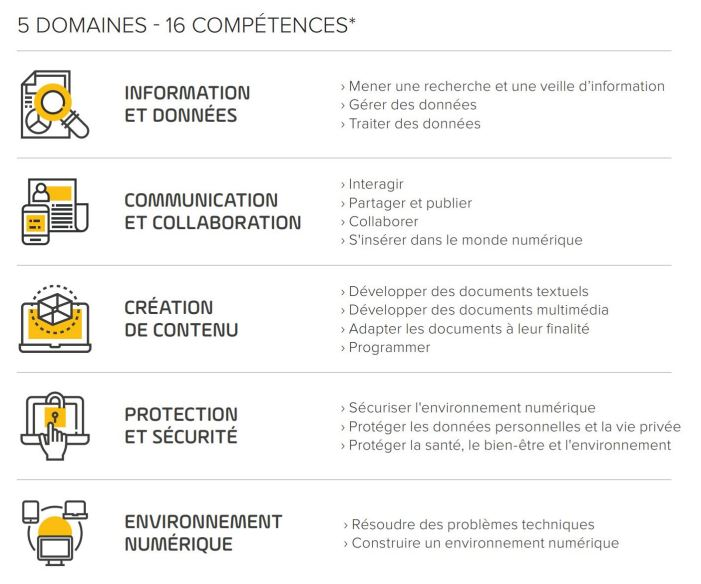 5 DOMAINES - 16 COMPÉTENCES*
INFORMATION
ET DONNÉES
› Mener une recherche et une veille d’information
› Gérer des données
› Traiter des données
COMMUNICATION
ET COLLABORATION
› Interagir
› Partager et publier
› Collaborer
› S'insérer dans le monde numérique
CRÉATION
DE CONTENU
› Développer des documents textuels
› Développer des documents multimédia
› Adapter les documents à leur finalité
› Programmer
PROTECTION
ET SÉCURITÉ
› Sécuriser l'environnement numérique
› Protéger les données personnelles et la vie privée
› Protéger la santé, le bien-être et l'environnement
ENVIRONNEMENT
NUMÉRIQUE
› Résoudre des problèmes techniques
› Construire un environnement numérique